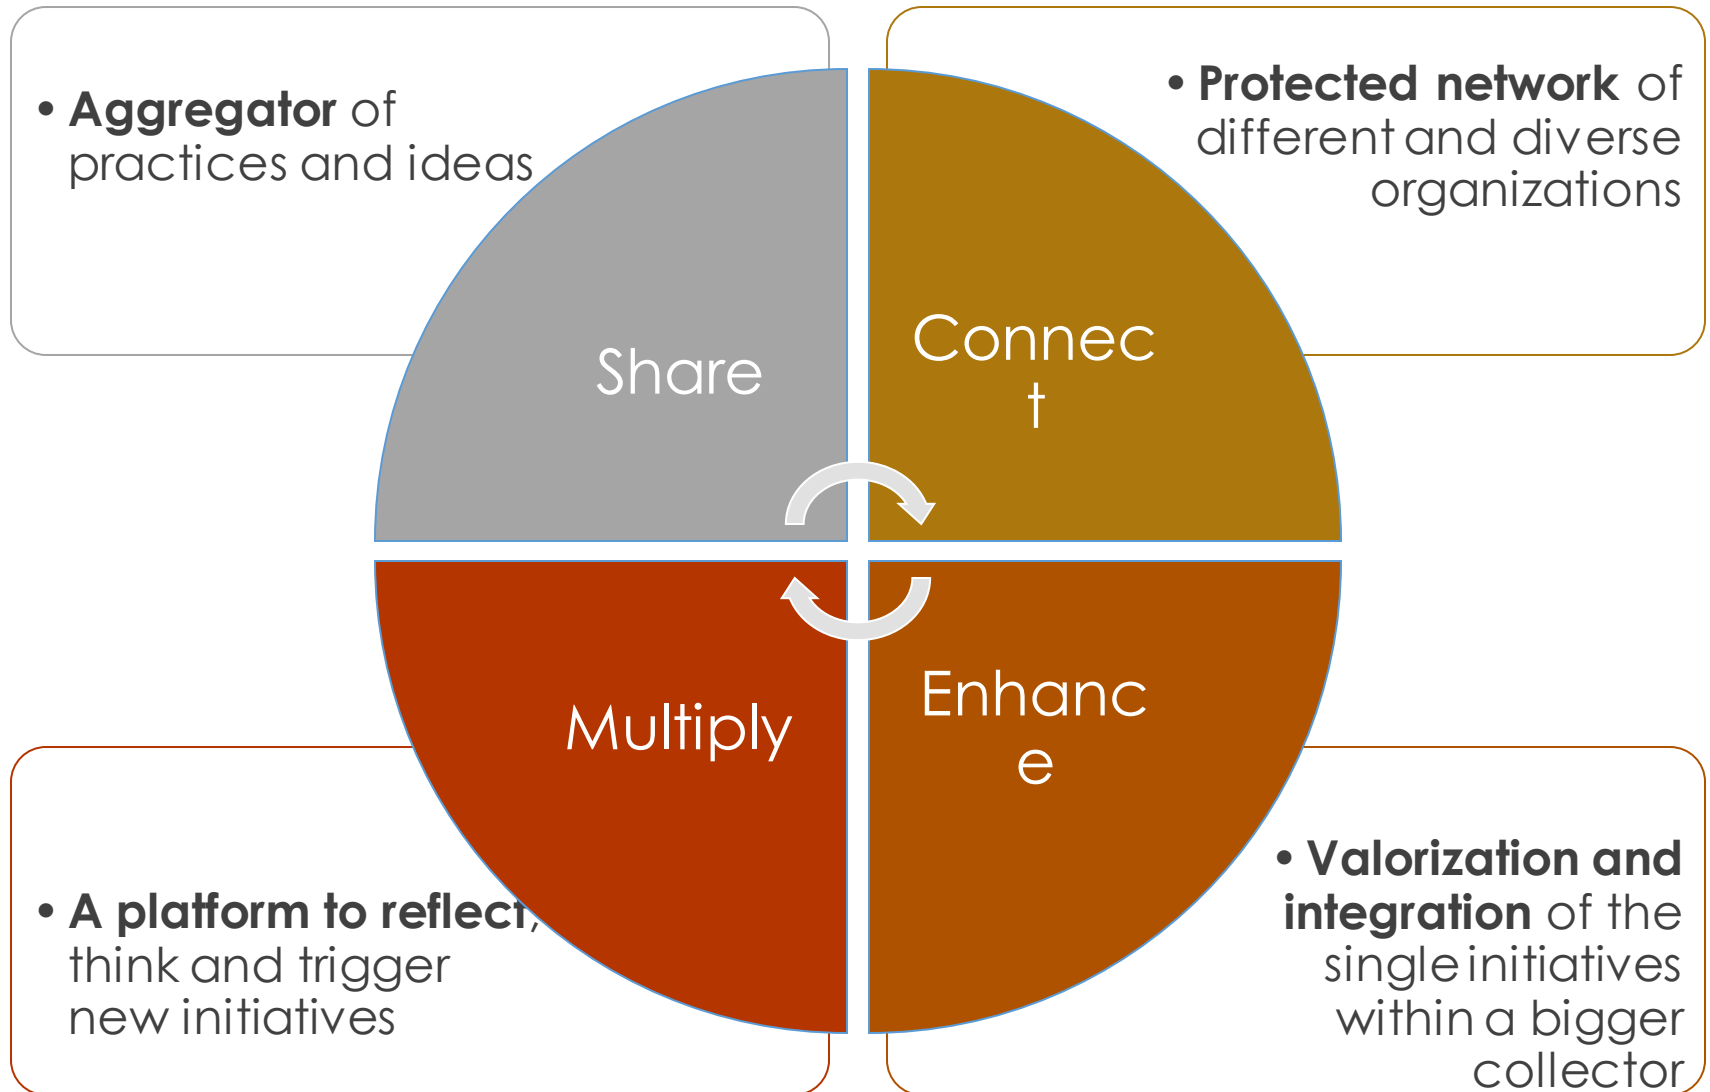 • Aggregator of
practices and ideas
• Protected network of
different and diverse
organizations
Share
Connec
t
Multiply
Enhanc
e
• A platform to reflect,
think and trigger
new initiatives
• Valorization and
integration of the
single initiatives
within a bigger
collector